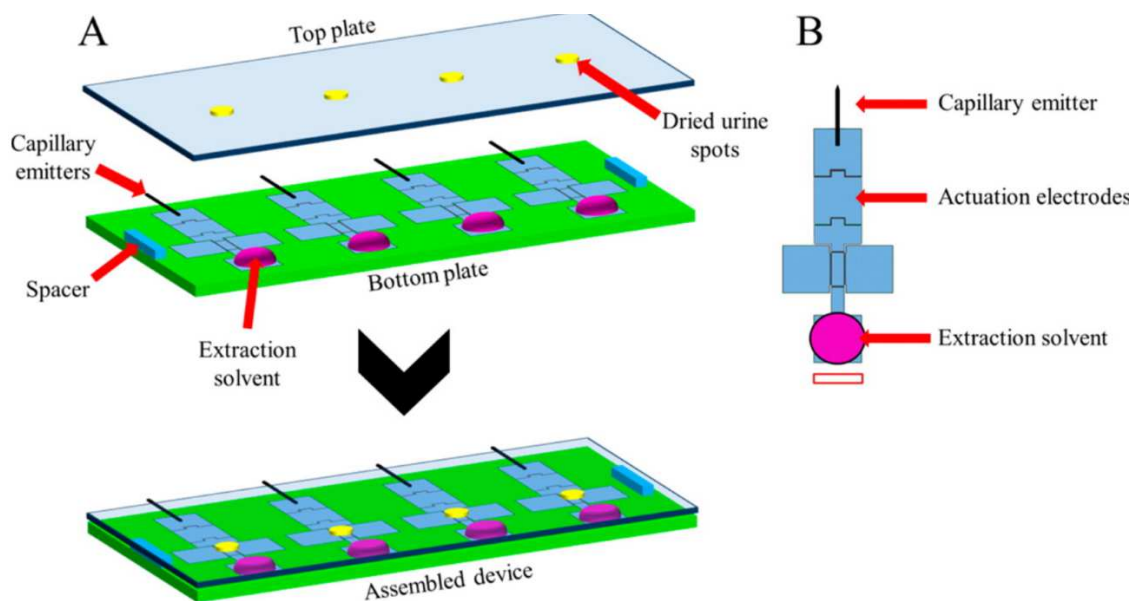 A
Top plate
Dried urine
spots
Capillary
emitters
Spacer
Bottom plate
Extraction
solvent
Assembled device
B
Capillary emitter
Actuation electrodes
Extraction solvent